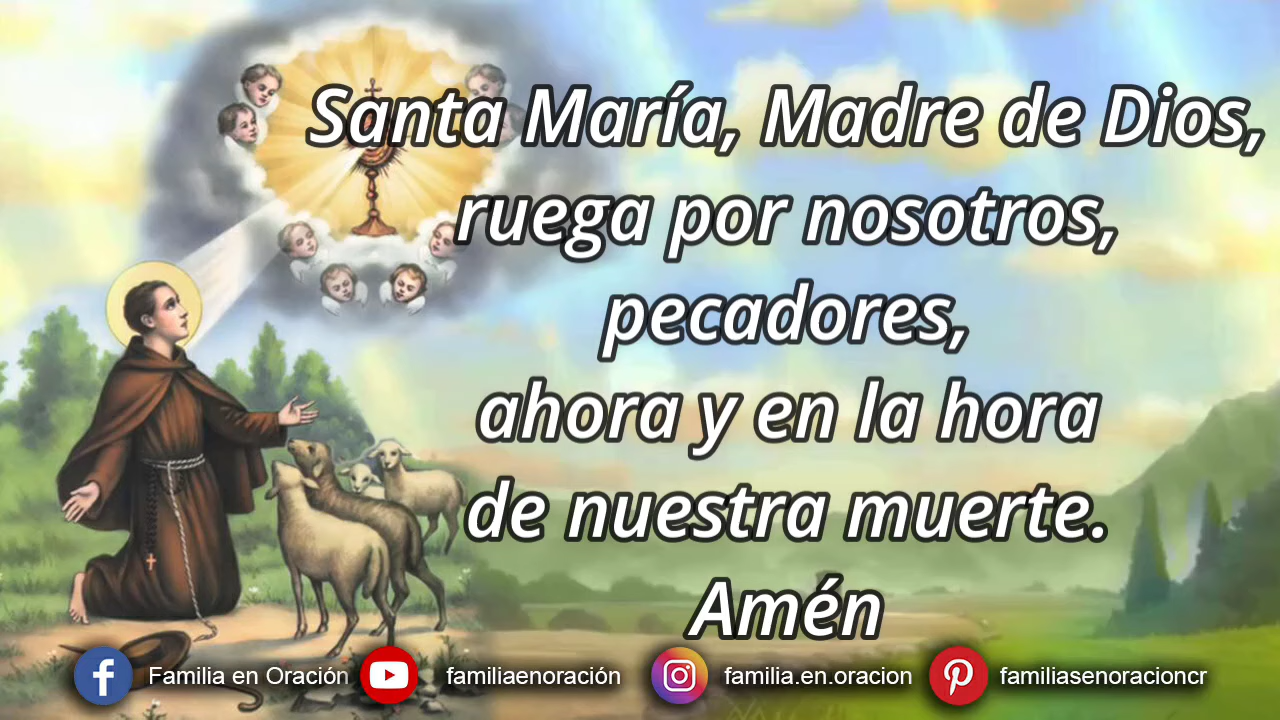 Santa María, Madre de Dios,
ruega por nosotros,
pecadores,
ahora y en la hora
de nuestra muerte.
Amén
Familia en Oración familiaenoración familia.en.oracion familiasenoracioncr